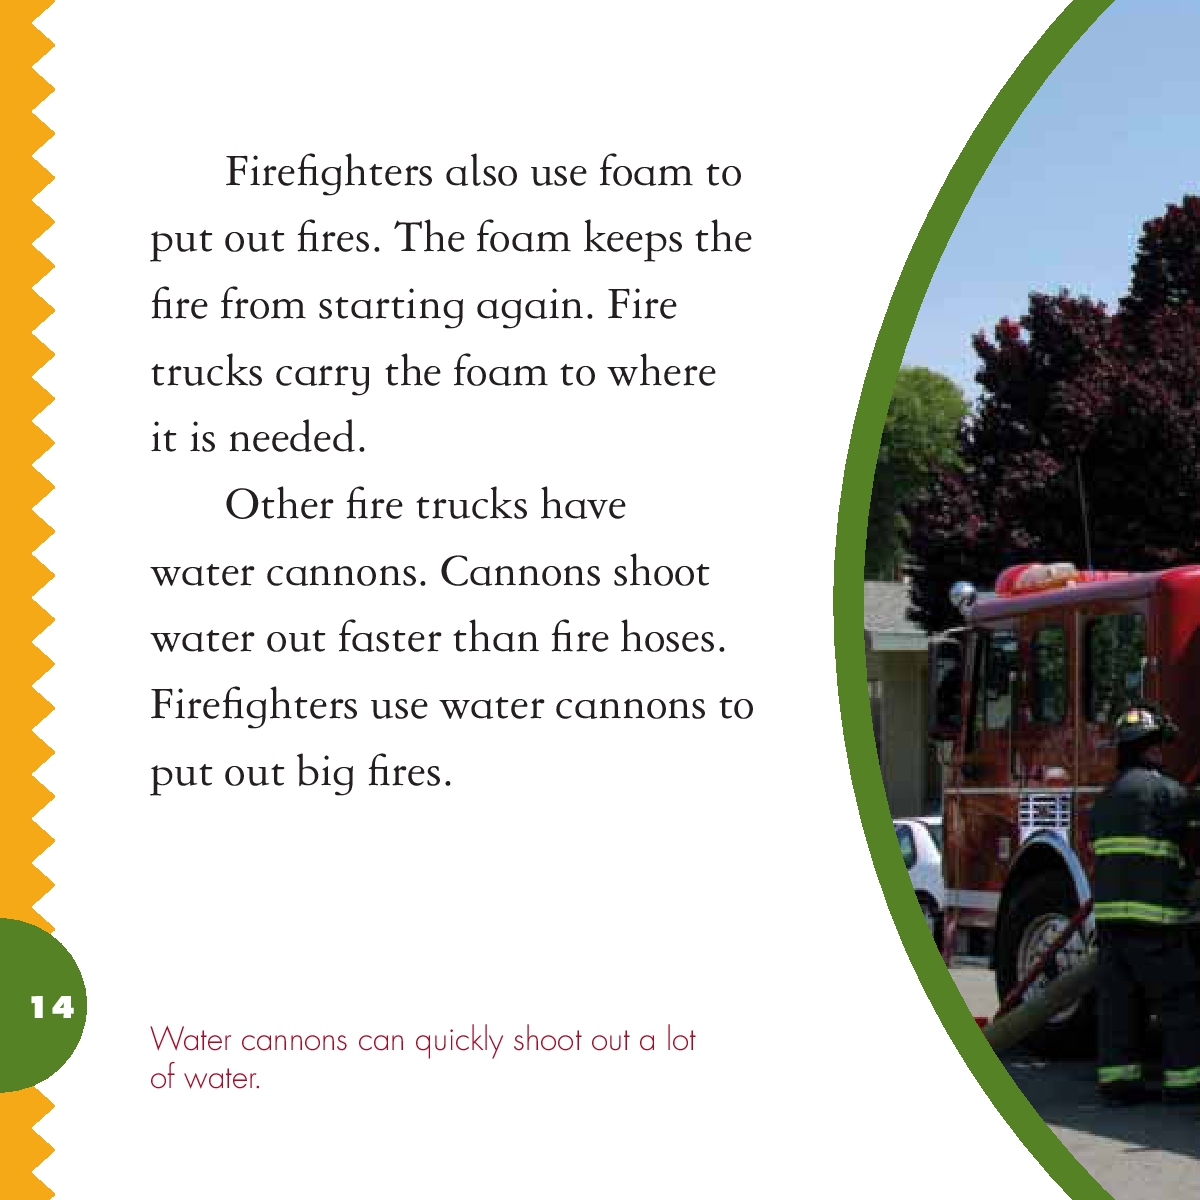 Firefighters also use foam to
put out fires. The foam keeps the
fire from starting again. Fire
trucks carry the foam to where
it is needed.
Other fire trucks have
water cannons. Cannons shoot
water out faster than fire hoses.
Firefighters use water cannons to
put out big fires.
14
Water cannons can quickly shoot out a lot
of water.